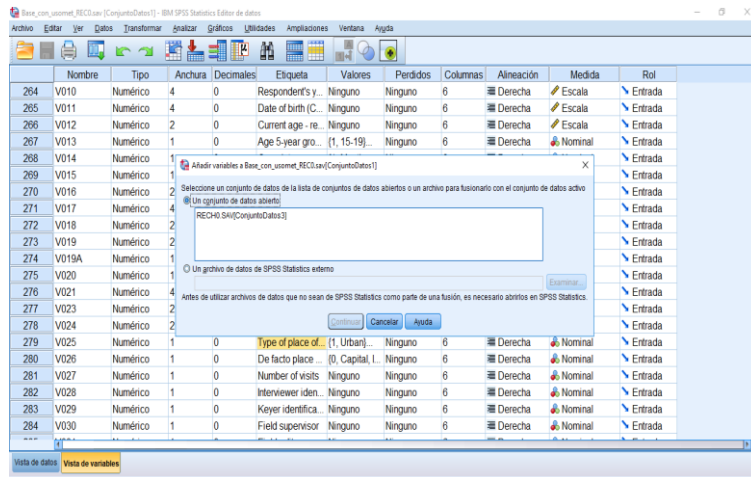 Base_con_usomet_REC0.sav [ConjuntoDatos1] - IBM SPSS Statistics Editor de datos
Archivo Editar Ver Datos Transformar Analizar Gráficos Utilidades Ampliaciones Ventana Ayuda
Nombre Tipo Anchura Decimales Etiqueta Valores Perdidos Columnas Alineación Medida Rol
264 V010 Numérico 4 0 Respondent's y... Ninguno Ninguno 6 Derecha Escala Entrada
265 V011 Numérico 4 0 Date of birth (C... Ninguno Ninguno 6 Derecha Escala Entrada
266 V012 Numérico 2 0 Current age - re... Ninguno Ninguno 6 Derecha Escala Entrada
267 V013 Numérico 1 0 Age 5-year gro... {1, 15-19}... Ninguno 6 Derecha Nominal Entrada
268 V014 Numérico 1 Entrada
269 V015 Numérico 1 Entrada
270 V016 Numérico 2 Entrada
271 V017 Numérico 4 Entrada
272 V018 Numérico 2 Entrada
273 V019 Numérico 2 Entrada
274 V019A Numérico 1 Entrada
275 V020 Numérico 1 Entrada
276 V021 Numérico 4 Entrada
277 V023 Numérico 2 Entrada
278 V024 Numérico 2 Entrada
Añadir variables a Base_con_usomet_REC0.sav[ConjuntoDatos1]
Seleccione un conjunto de datos de la lista de conjuntos de datos abiertos o un archivo para fusionarlo con el conjunto de datos activo
Un conjunto de datos abierto
RECH0.SAV[ConjuntoDatos3]
Un archivo de datos de SPSS Statistics externo
Examinar...
Antes de utilizar archivos de datos que no sean de SPSS Statistics como parte de una fusión, es necesario abrirlos en SPSS Statistics.
Continuar Cancelar Ayuda
279 V025 Numérico 1 0 Type of place of... {1, Urban}... Ninguno 6 Derecha Nominal Entrada
280 V026 Numérico 1 0 De facto place ... {0, Capital, l... Ninguno 6 Derecha Nominal Entrada
281 V027 Numérico 1 0 Number of visits Ninguno Ninguno 6 Derecha Nominal Entrada
282 V028 Numérico 1 0 Interviewer iden... Ninguno Ninguno 6 Derecha Nominal Entrada
283 V029 Numérico 1 0 Keyer identifica... Ninguno Ninguno 6 Derecha Nominal Entrada
284 V030 Numérico 1 0 Field supervisor Ninguno Ninguno 6 Derecha Nominal Entrada
Vista de datos Vista de variables